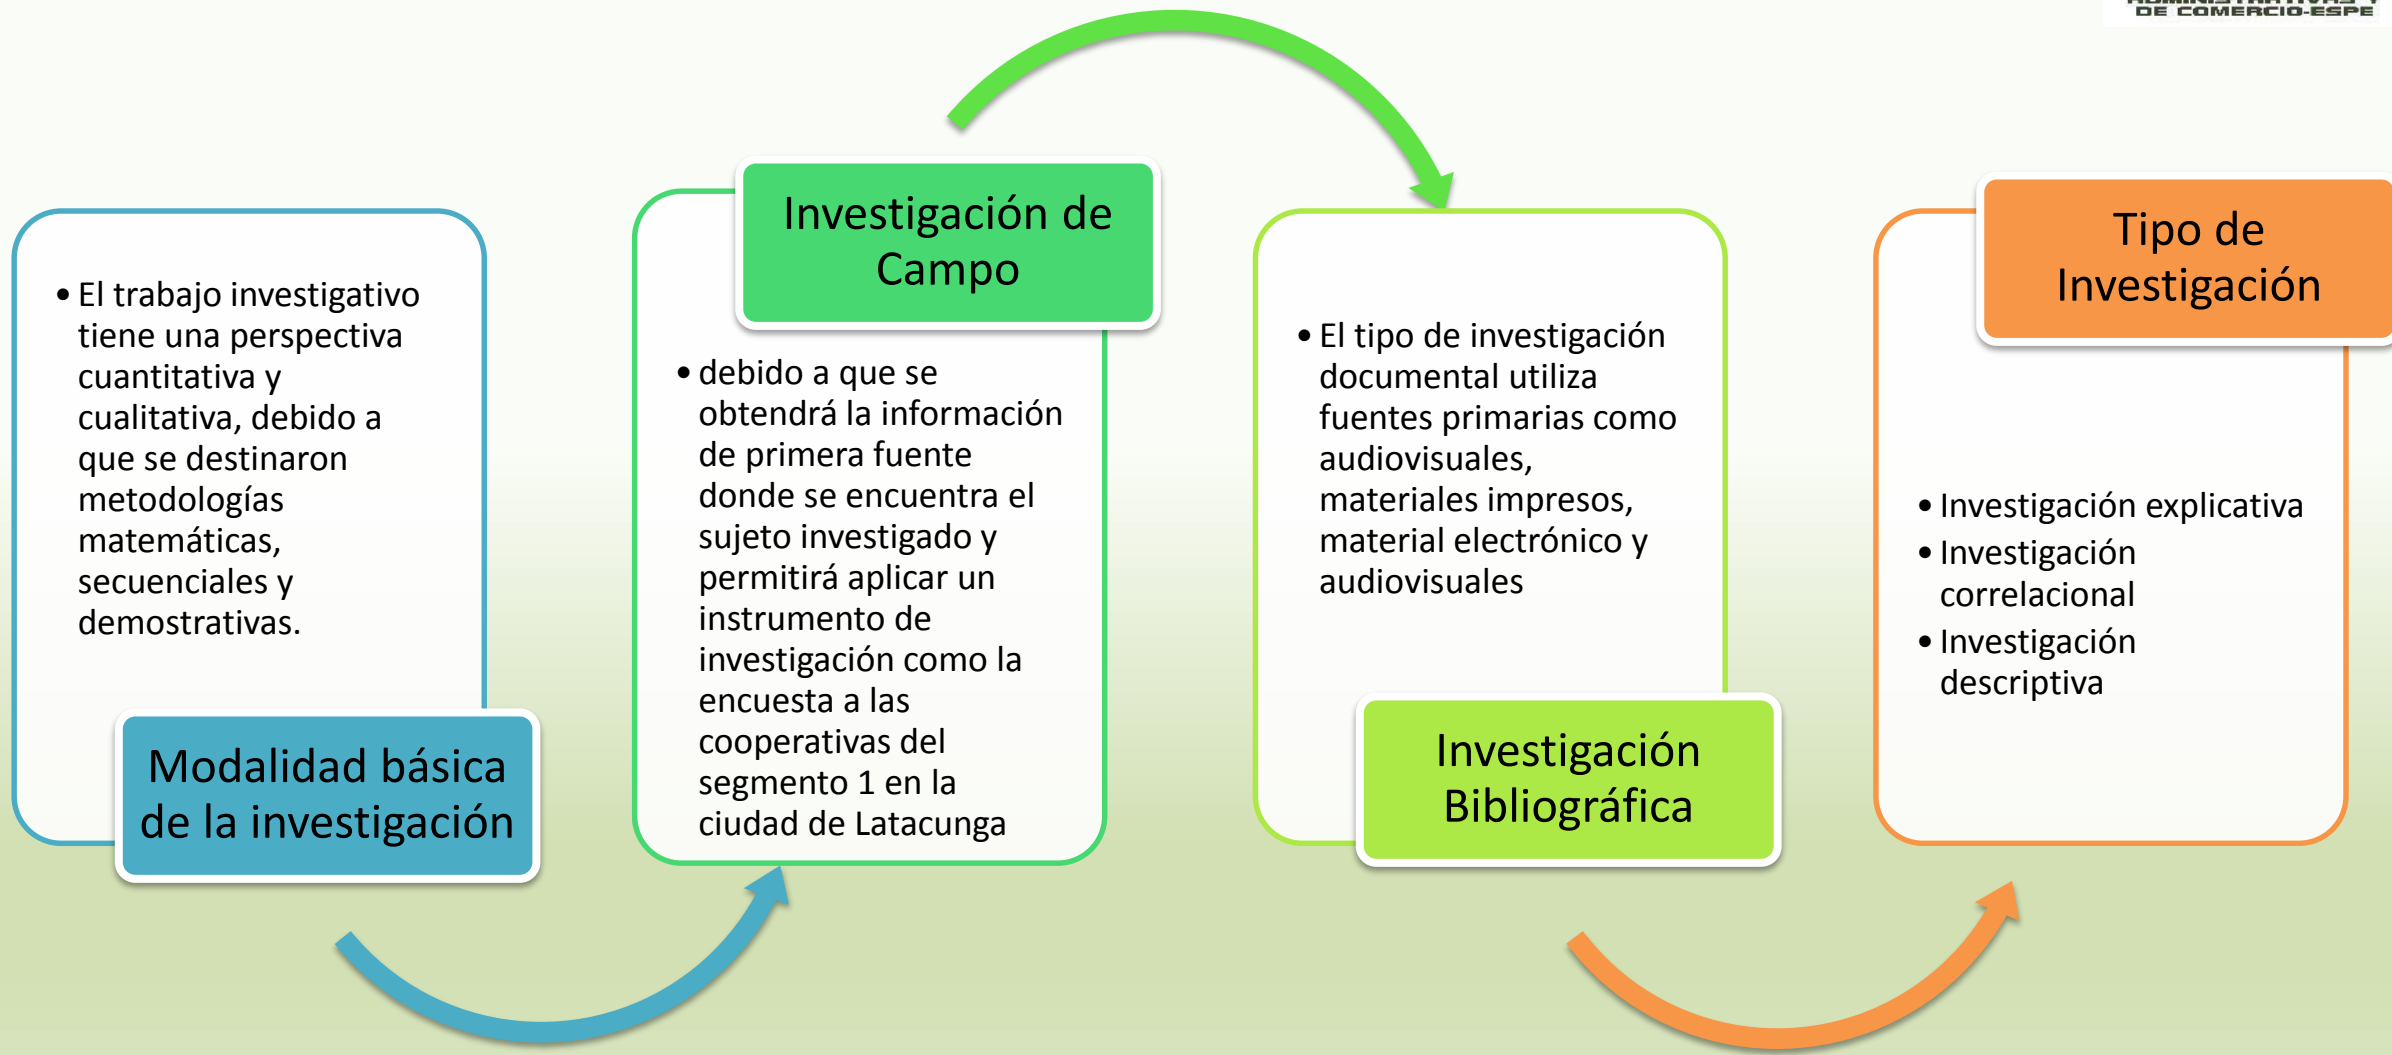 DE COMERCIO-ESPE
• El trabajo investigativo
tiene una perspectiva
cuantitativa y
cualitativa, debido a
que se destinaron
metodologías
matemáticas,
secuenciales y
demostrativas.
Modalidad básica
de la investigación
Investigación de
Campo
• debido a que se
obtendrá la información
de primera fuente
donde se encuentra el
sujeto investigado y
permitirá aplicar un
instrumento de
investigación como la
encuesta a las
cooperativas del
segmento 1 en la
ciudad de Latacunga
• El tipo de investigación
documental utiliza
fuentes primarias como
audiovisuales,
materiales impresos,
material electrónico y
audiovisuales
Investigación
Bibliográfica
Tipo de
Investigación
• Investigación explicativa
• Investigación
correlacional
• Investigación
descriptiva